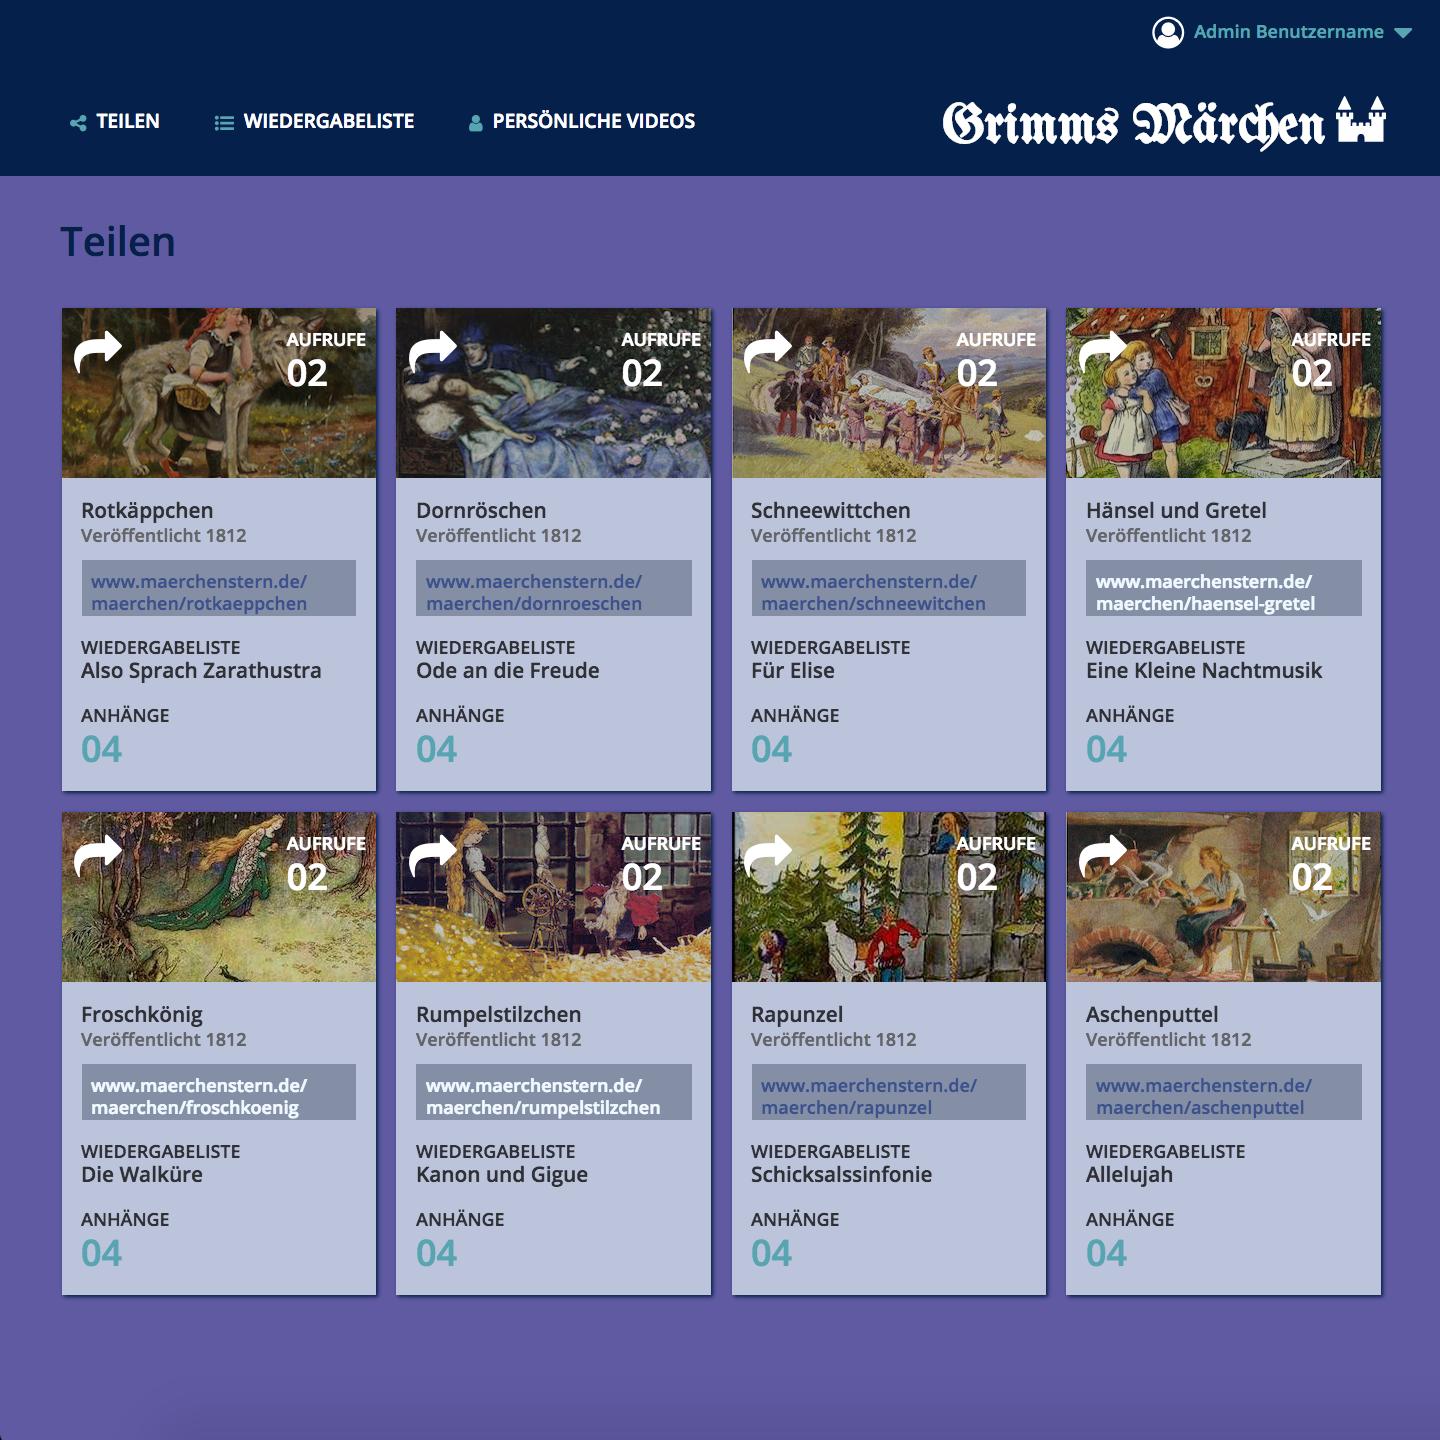 Admin Benutzername
TEILEN WIEDERGABELISTE PERSÖNLICHE VIDEOS
Grimms Märchen
Teilen
AUFRUFE
02
Rotkäppchen
Veröffentlicht 1812
www.maerchenstern.de/
maerchen/rotkaeppchen
WIEDERGABELISTE
Also Sprach Zarathustra
ANHÄNGE
04
AUFRUFE
02
Dornröschen
Veröffentlicht 1812
www.maerchenstern.de/
maerchen/dornroeschen
WIEDERGABELISTE
Ode an die Freude
ANHÄNGE
04
AUFRUFE
02
Schneewittchen
Veröffentlicht 1812
www.maerchenstern.de/
maerchen/schneewitchen
WIEDERGABELISTE
Für Elise
ANHÄNGE
04
AUFRUFE
02
Hänsel und Gretel
Veröffentlicht 1812
www.maerchenstern.de/
maerchen/haensel-gretel
WIEDERGABELISTE
Eine Kleine Nachtmusik
ANHÄNGE
04
AUFRUFE
02
Froschkönig
Veröffentlicht 1812
www.maerchenstern.de/
maerchen/froschkoenig
WIEDERGABELISTE
Die Walküre
ANHÄNGE
04
AUFRUFE
02
Rumpelstilzchen
Veröffentlicht 1812
www.maerchenstern.de/
maerchen/rumpelstilzchen
WIEDERGABELISTE
Kanon und Gigue
ANHÄNGE
04
AUFRUFE
02
Rapunzel
Veröffentlicht 1812
www.maerchenstern.de/
maerchen/rapunzel
WIEDERGABELISTE
Schicksalssinfonie
ANHÄNGE
04
AUFRUFE
02
Aschenputtel
Veröffentlicht 1812
www.maerchenstern.de/
maerchen/aschenputtel
WIEDERGABELISTE
Allelujah
ANHÄNGE
04